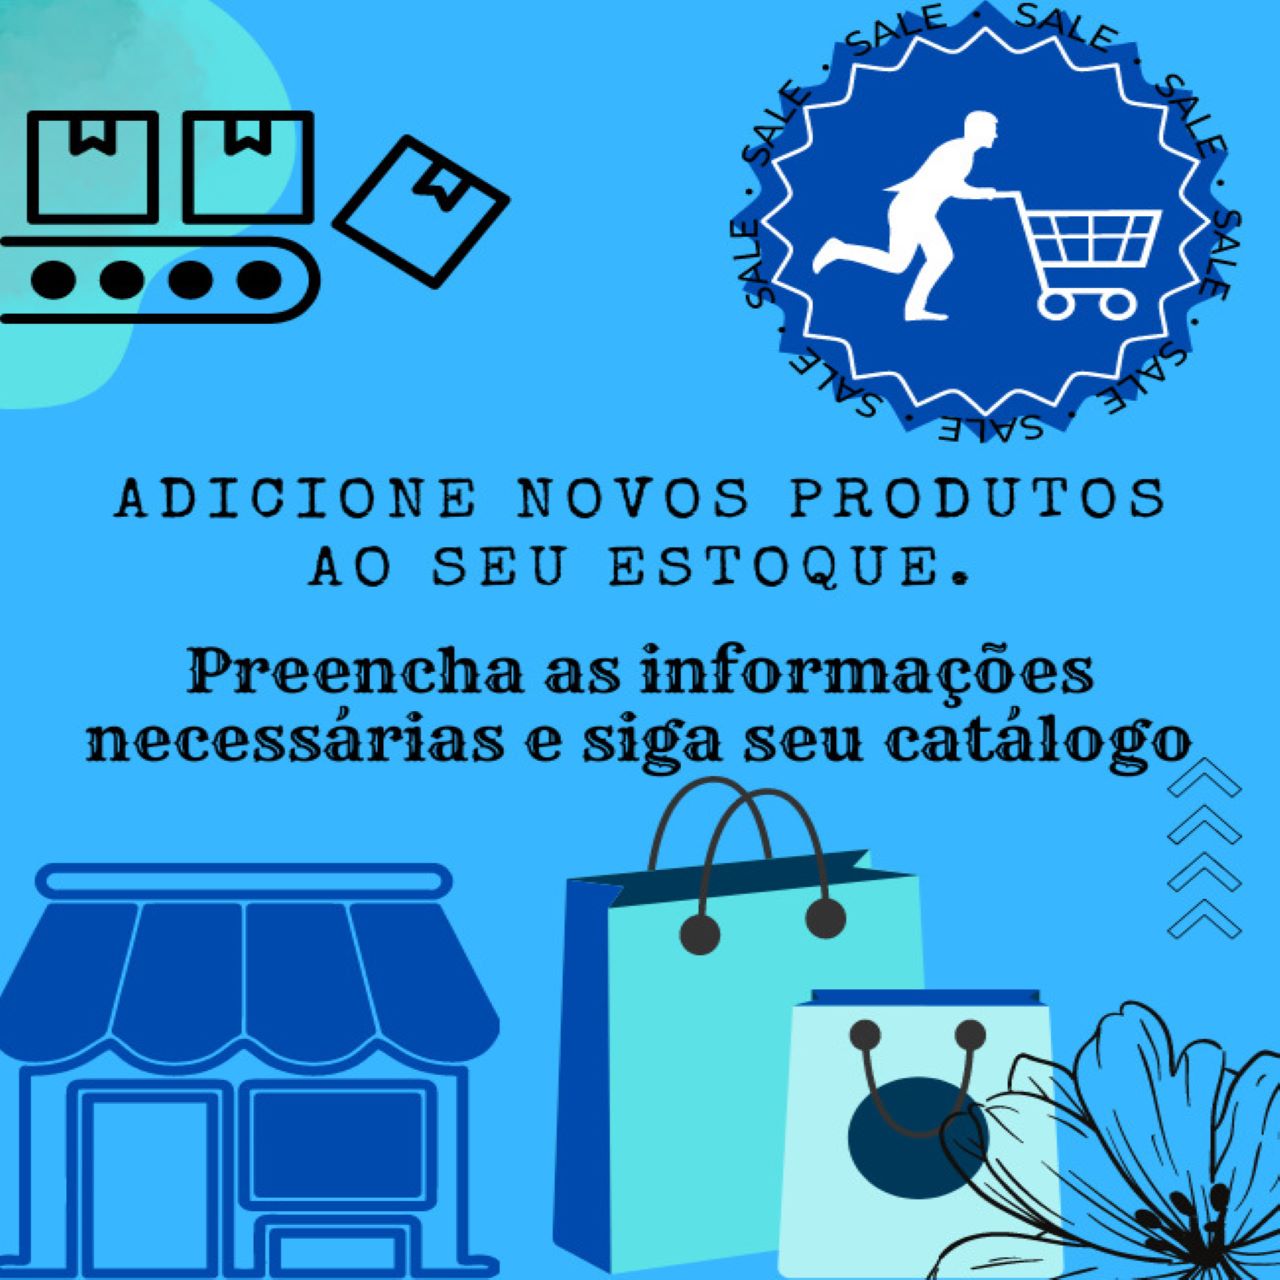 SALE · SALE · SALE · SALE · SALE · SALE · SALE · SALE · SALE ·
ADICIONE NOVOS PRODUTOS
AO SEU ESTOQUE.
Preencha as informações
necessárias e siga seu catálogo